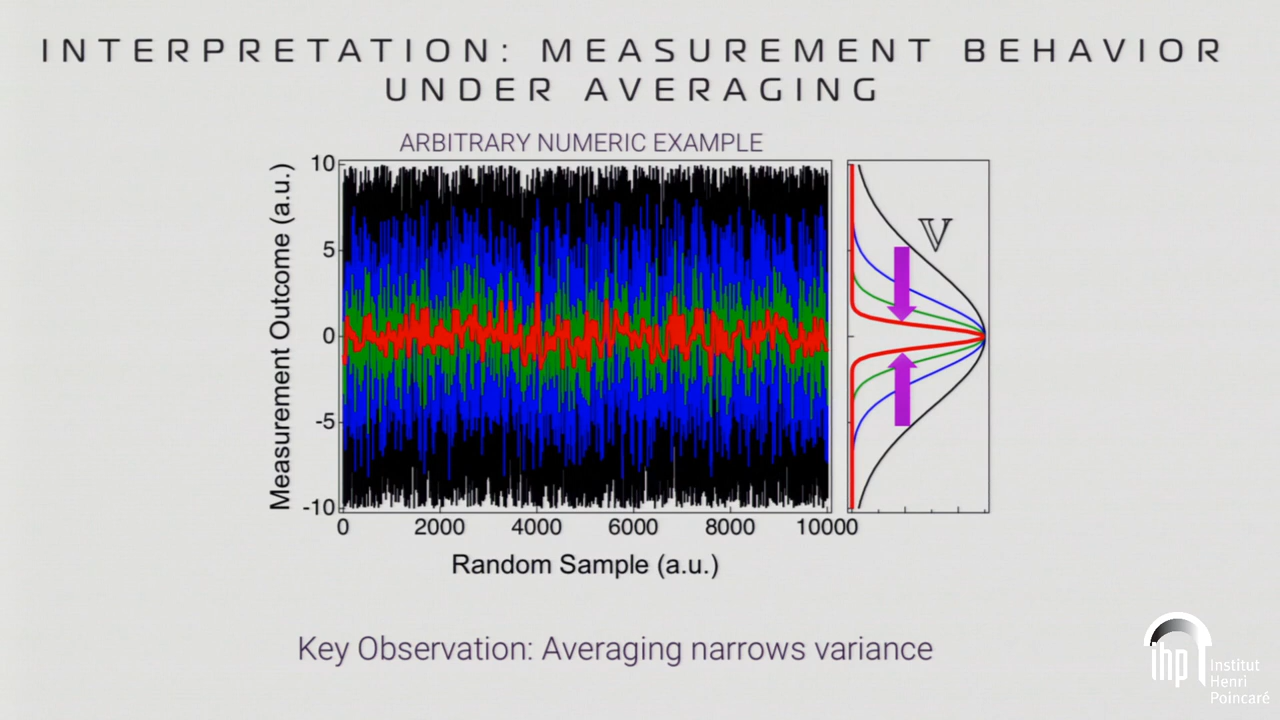 INTERPRETATION: MEASUREMENT BEHAVIOR
UNDER AVERAGING
ARBITRARY NUMERIC EXAMPLE
Measurement Outcome (a.u.)
10
5
0
-5
-10
0
2000
4000
6000
8000
10000
0
Random Sample (a.u.)
𝕍
Key Observation: Averaging narrows variance
ihp
Institut
Henri
Poincaré